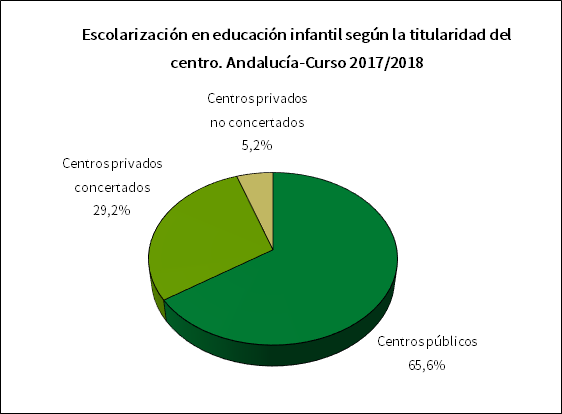 Escolarización en educación infantil según la titularidad del
centro. Andalucía-Curso 2017/2018
Centros privados
no concertados
5,2%
Centros privados
concertados
29,2%
Centros públicos
65,6%